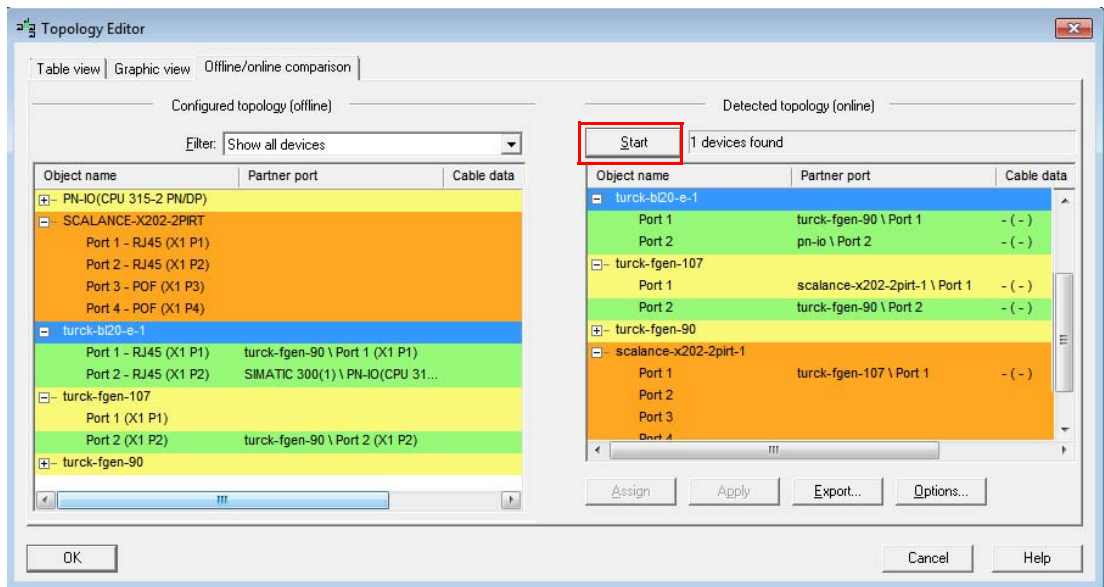 Topology Editor
Table view Graphic view Offline/online comparison
Configured topology (offline)
Filter: Show all devices
Object name Partner port Cable data
PN-IO(CPU 315-2 PN/DP)
SCALANCE-X202-2PIRT
Port 1 - RJ45 (X1 P1)
Port 2 - RJ45 (X1 P2)
Port 3 - POF (X1 P3)
Port 4 - POF (X1 P4)
turck-bl20-e-1
Port 1 - RJ45 (X1 P1) turck-fgen-90 \ Port 1 (X1 P1)
Port 2 - RJ45 (X1 P2) SIMATIC 300(1) \ PN-IO(CPU 31...
turck-fgen-107
Port 1 (X1 P1)
Port 2 (X1 P2) turck-fgen-90 \ Port 2 (X1 P2)
turck-fgen-90
Detected topology (online)
Start 1 devices found
Object name Partner port Cable data
turck-bl20-e-1
Port 1 turck-fgen-90 \ Port 1 - ( - )
Port 2 pn-io \ Port 2 - ( - )
turck-fgen-107
Port 1 scalance-x202-2pirt-1 \ Port 1 - ( - )
Port 2 turck-fgen-90 \ Port 2 - ( - )
turck-fgen-90
scalance-x202-2pirt-1
Port 1 turck-fgen-107 \ Port 1 - ( - )
Port 2
Port 3
Port 4
Assign Apply Export... Options...
OK Cancel Help